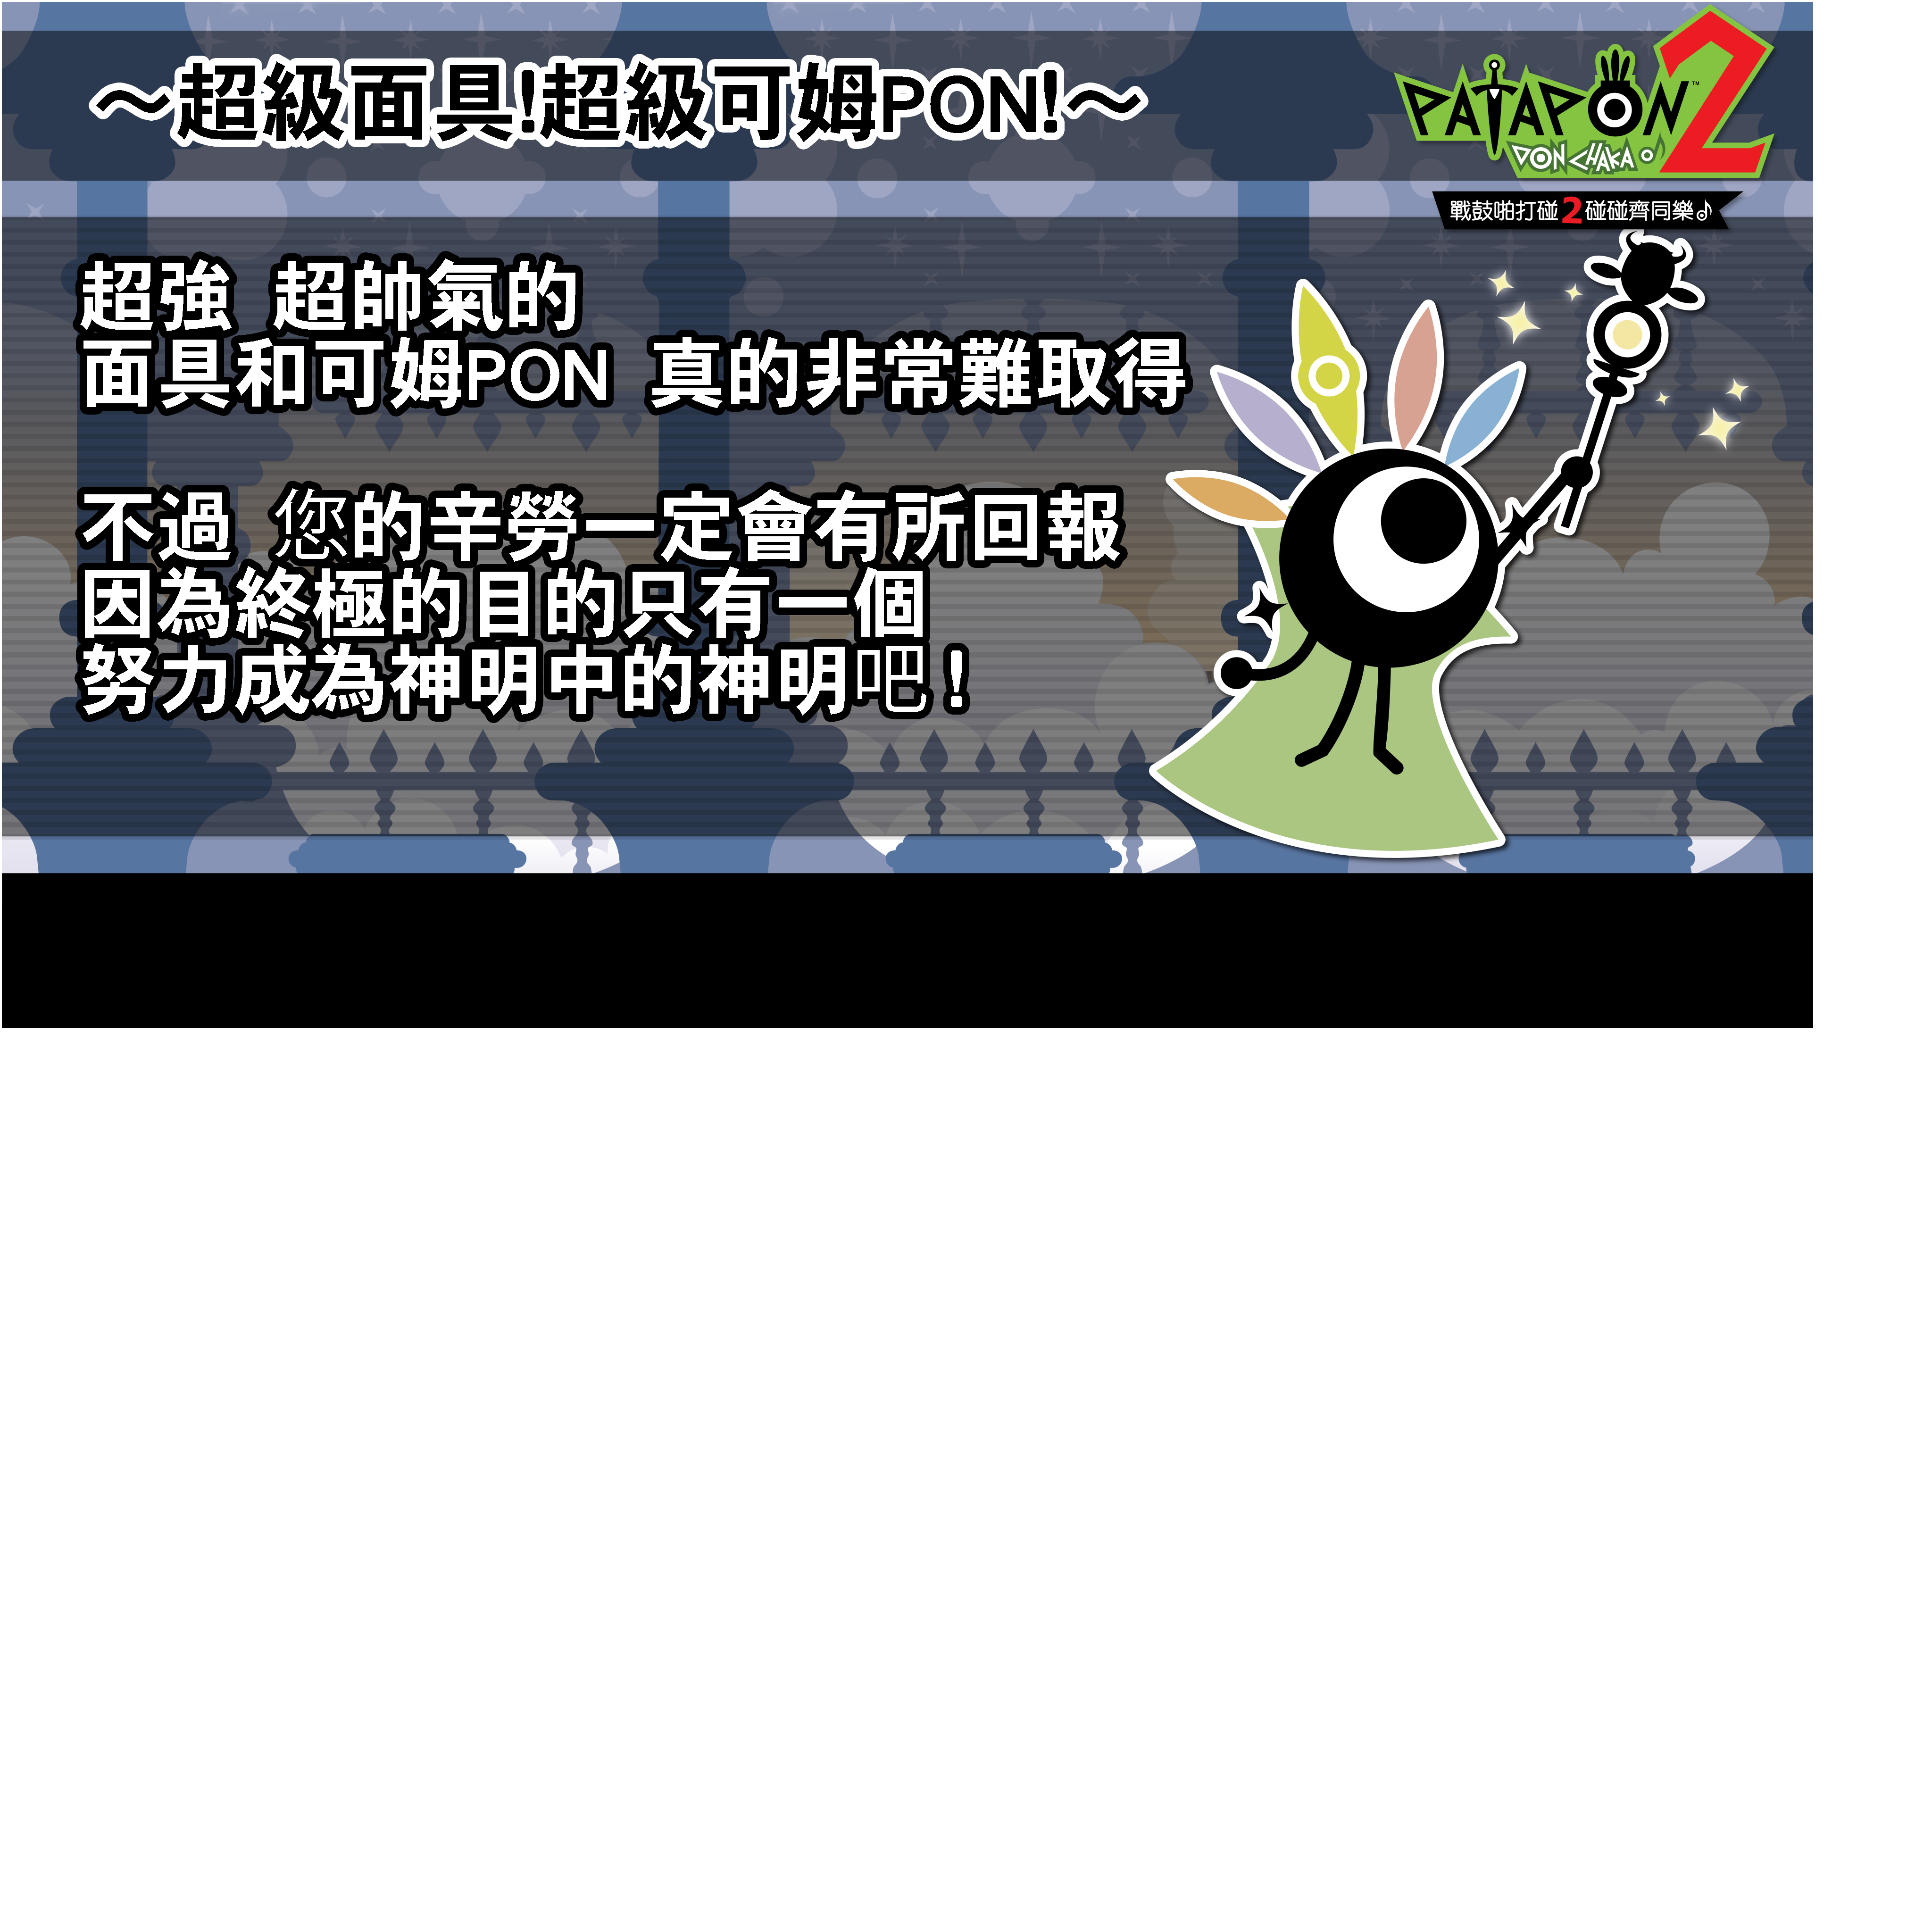 ～超級面具!超級可姆PON!～
PATAPON 2™
DON CHAKA♪
戰鼓啪打碰2碰碰齊同樂♪
超強 超帥氣的
面具和可姆PON 真的非常難取得
不過 您的辛勞一定會有所回報
因為終極的目的只有一個
努力成為神明中的神明吧！